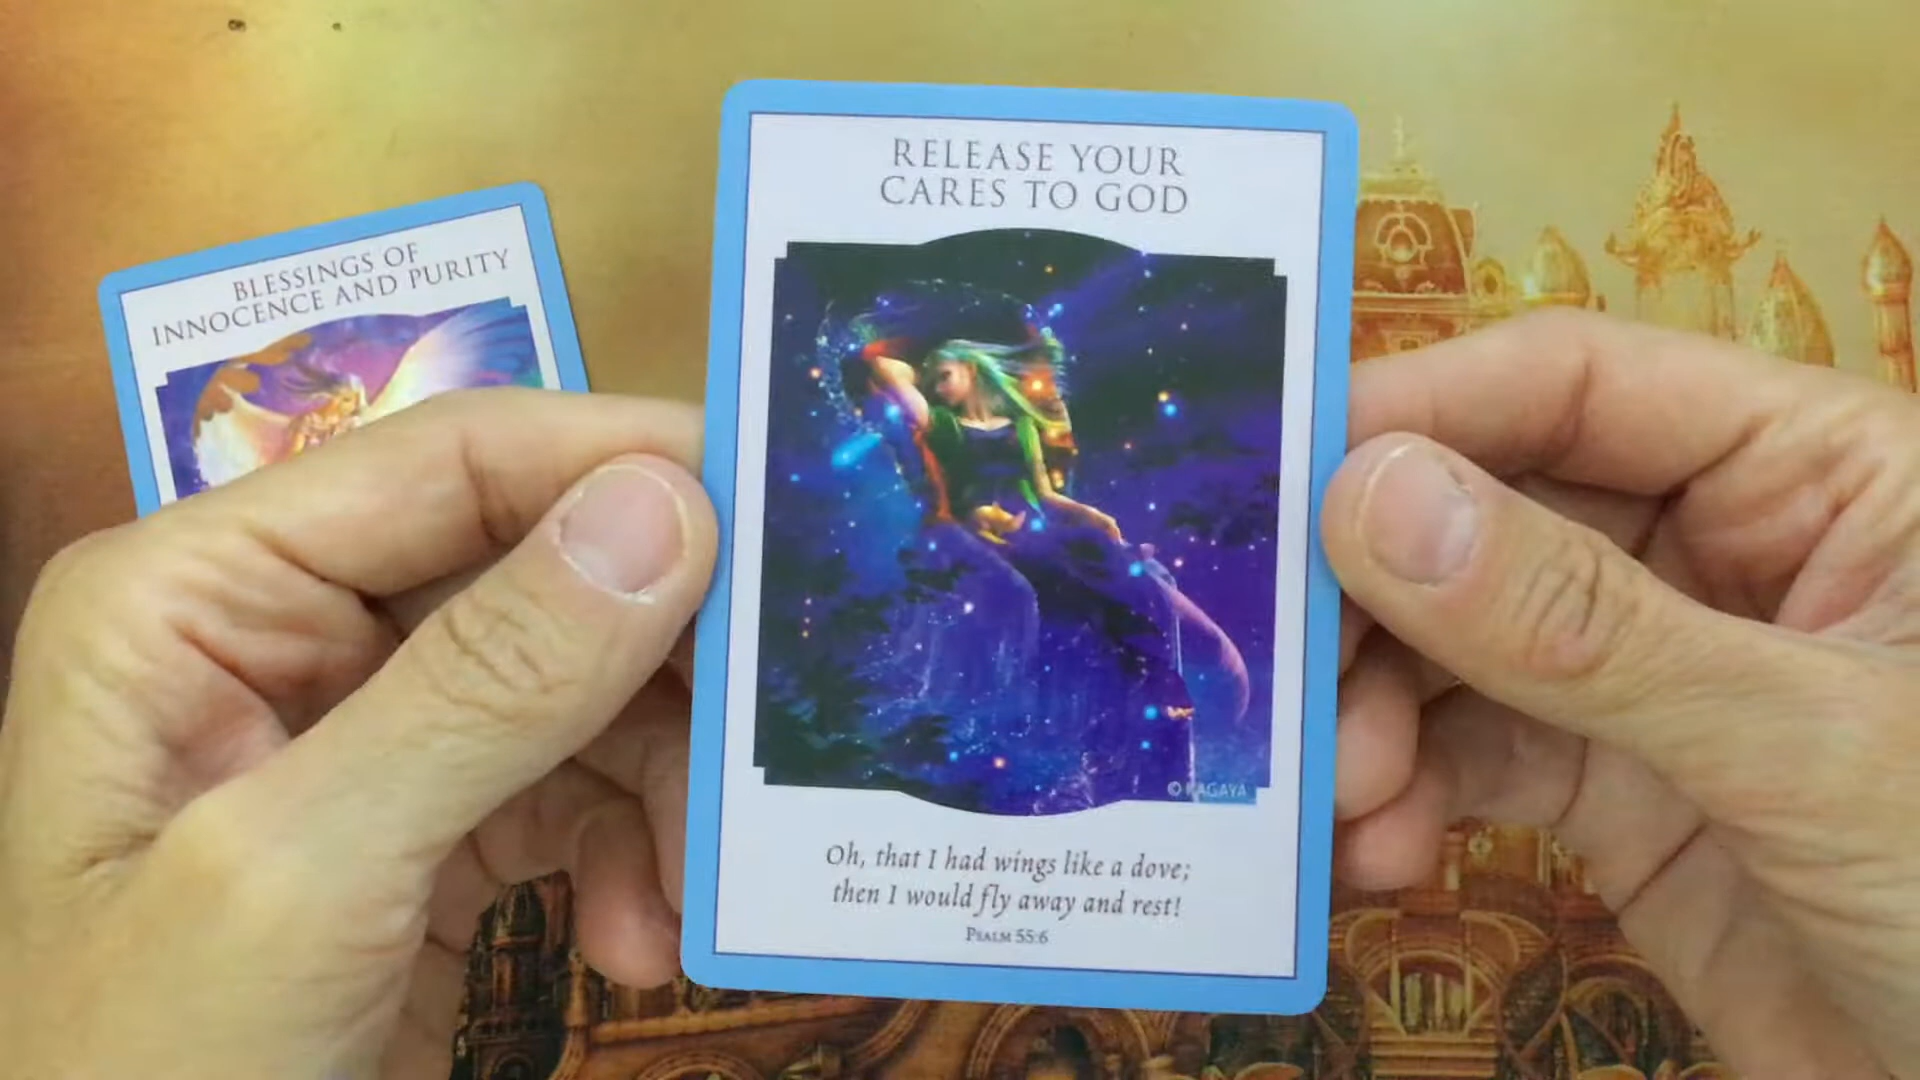 BLESSINGS OF
INNOCENCE AND PURITY
RELEASE YOUR
CARES TO GOD
© KAGAYA
Oh, that I had wings like a dove;
then I would fly away and rest!
PSALM 55:6